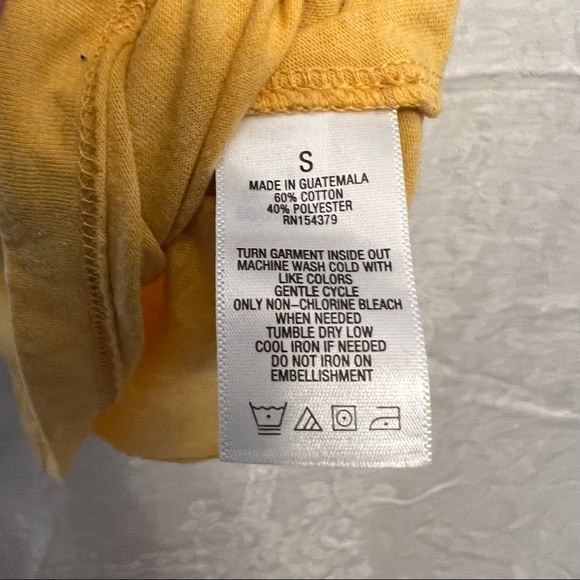 S
MADE IN GUATEMALA
60% COTTON
40% POLYESTER
RN154379
TURN GARMENT INSIDE OUT
MACHINE WASH COLD WITH
LIKE COLORS
GENTLE CYCLE
ONLY NON-CHLORINE BLEACH
WHEN NEEDED
TUMBLE DRY LOW
COOL IRON IF NEEDED
DO NOT IRON ON
EMBELLISHMENT